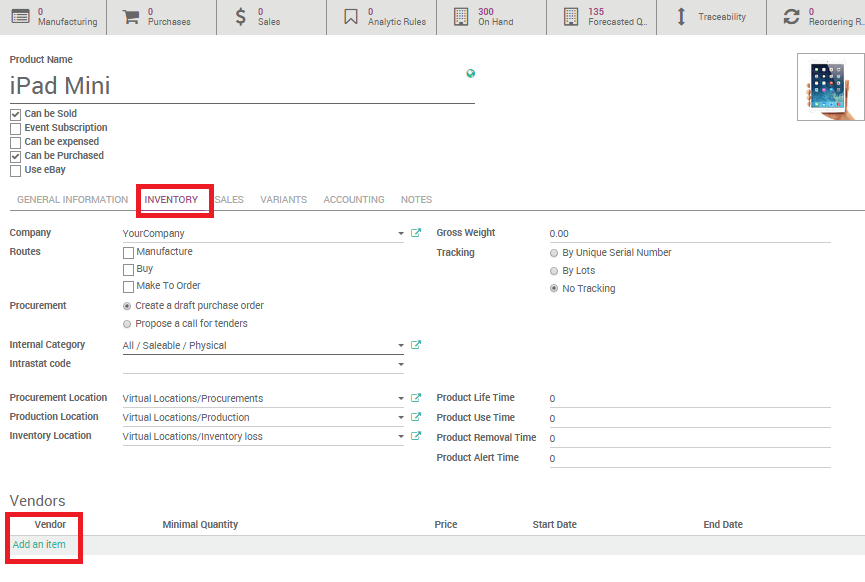 0 Manufacturing
0 Purchases
0 Sales
0 Analytic Rules
300 On Hand
135 Forecasted Q..
Traceability
0 Reordering R
Product Name
iPad Mini
Can be Sold
Event Subscription
Can be expensed
Can be Purchased
Use eBay
GENERAL INFORMATION INVENTORY SALES VARIANTS ACCOUNTING NOTES
Company YourCompany Gross Weight 0.00
Routes Manufacture Tracking By Unique Serial Number
Buy By Lots
Make To Order No Tracking
Procurement Create a draft purchase order
Propose a call for tenders
Internal Category All / Saleable / Physical
Intrastat code
Procurement Location Virtual Locations/Procurements Product Life Time 0
Production Location Virtual Locations/Production Product Use Time 0
Inventory Location Virtual Locations/Inventory loss Product Removal Time 0
Product Alert Time 0
Vendors
Vendor Minimal Quantity Price Start Date End Date
Add an item